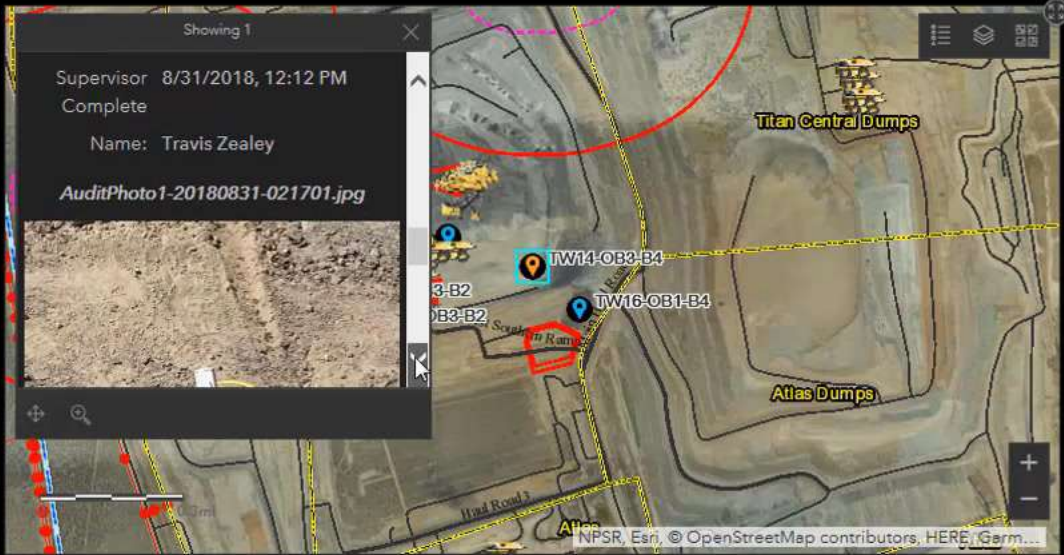 Showing 1
Supervisor 8/31/2018, 12:12 PM
Complete
Name: Travis Zealey
AuditPhoto1-20180831-021701.jpg
Titan Central Dumps
TW14-OB3-B4
3-B2
TW16-OB1-B4
OB3-B2
Southern Ramp
Atlas Dumps
Haul Road 3
Atlas
NPSR, Esri, © OpenStreetMap contributors, HERE, Garm...